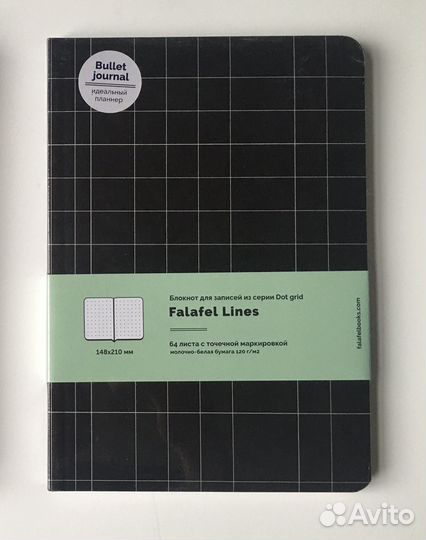 Bullet
journal
идеальный
планнер
Блокнот для записей из серии Dot grid
Falafel Lines
64 листа с точечной маркировкой
молочно-белая бумага 120 г/м2
148x210 мм
falafelbooks.com
Avito